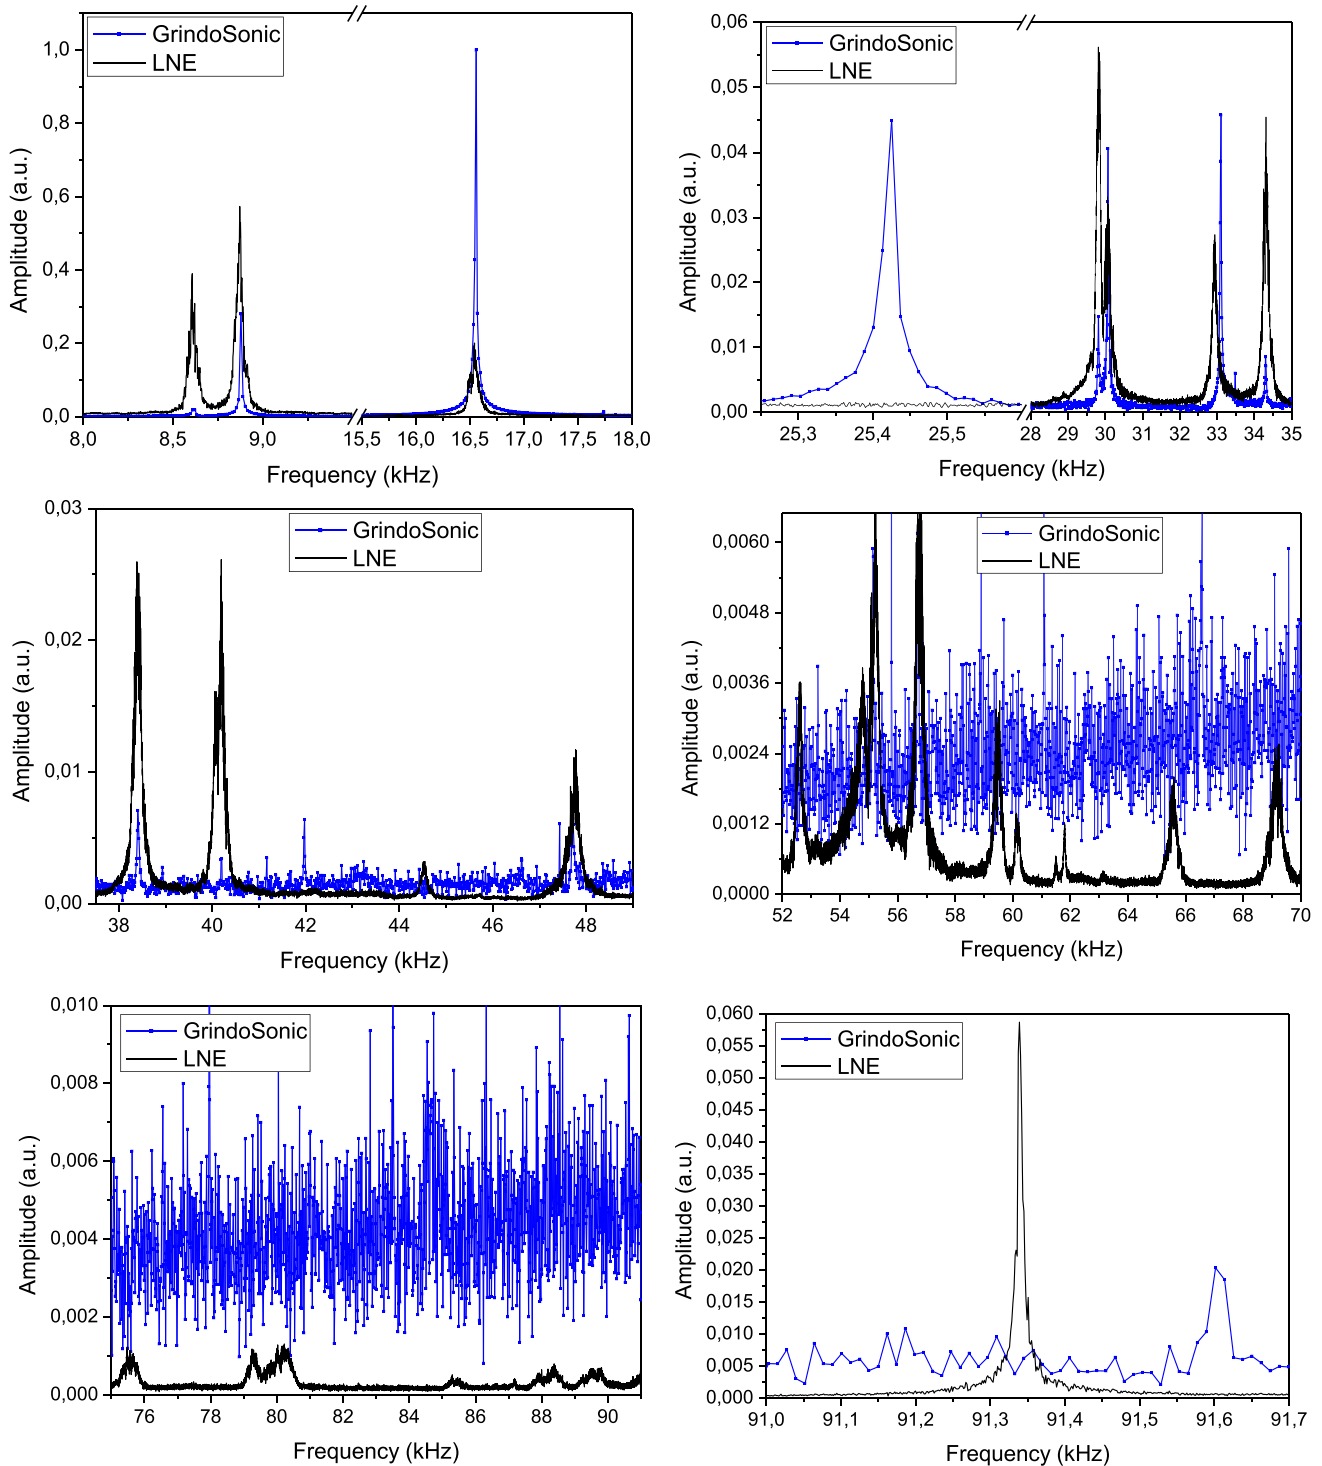 GrindoSonic
LNE
1,0
0,8
0,6
0,4
0,2
0,0
Amplitude (a.u.)
8,0 8,5 9,0 15,5 16,0 16,5 17,0 17,5 18,0
Frequency (kHz)
GrindoSonic
LNE
0,06
0,05
0,04
0,03
0,02
0,01
0,00
Amplitude (a.u.)
25,3 25,4 25,5 28 29 30 31 32 33 34 35
Frequency (kHz)
GrindoSonic
LNE
0,03
0,02
0,01
0,00
Amplitude (a.u.)
38 40 42 44 46 48
Frequency (kHz)
GrindoSonic
LNE
0,0060
0,0048
0,0036
0,0024
0,0012
0,0000
Amplitude (a.u.)
52 54 56 58 60 62 64 66 68 70
Frequency (kHz)
GrindoSonic
LNE
0,010
0,008
0,006
0,004
0,002
0,000
Amplitude (a.u.)
76 78 80 82 84 86 88 90
Frequency (kHz)
GrindoSonic
LNE
0,060
0,055
0,050
0,045
0,040
0,035
0,030
0,025
0,020
0,015
0,010
0,005
0,000
Amplitude (a.u.)
91,0 91,1 91,2 91,3 91,4 91,5 91,6 91,7
Frequency (kHz)